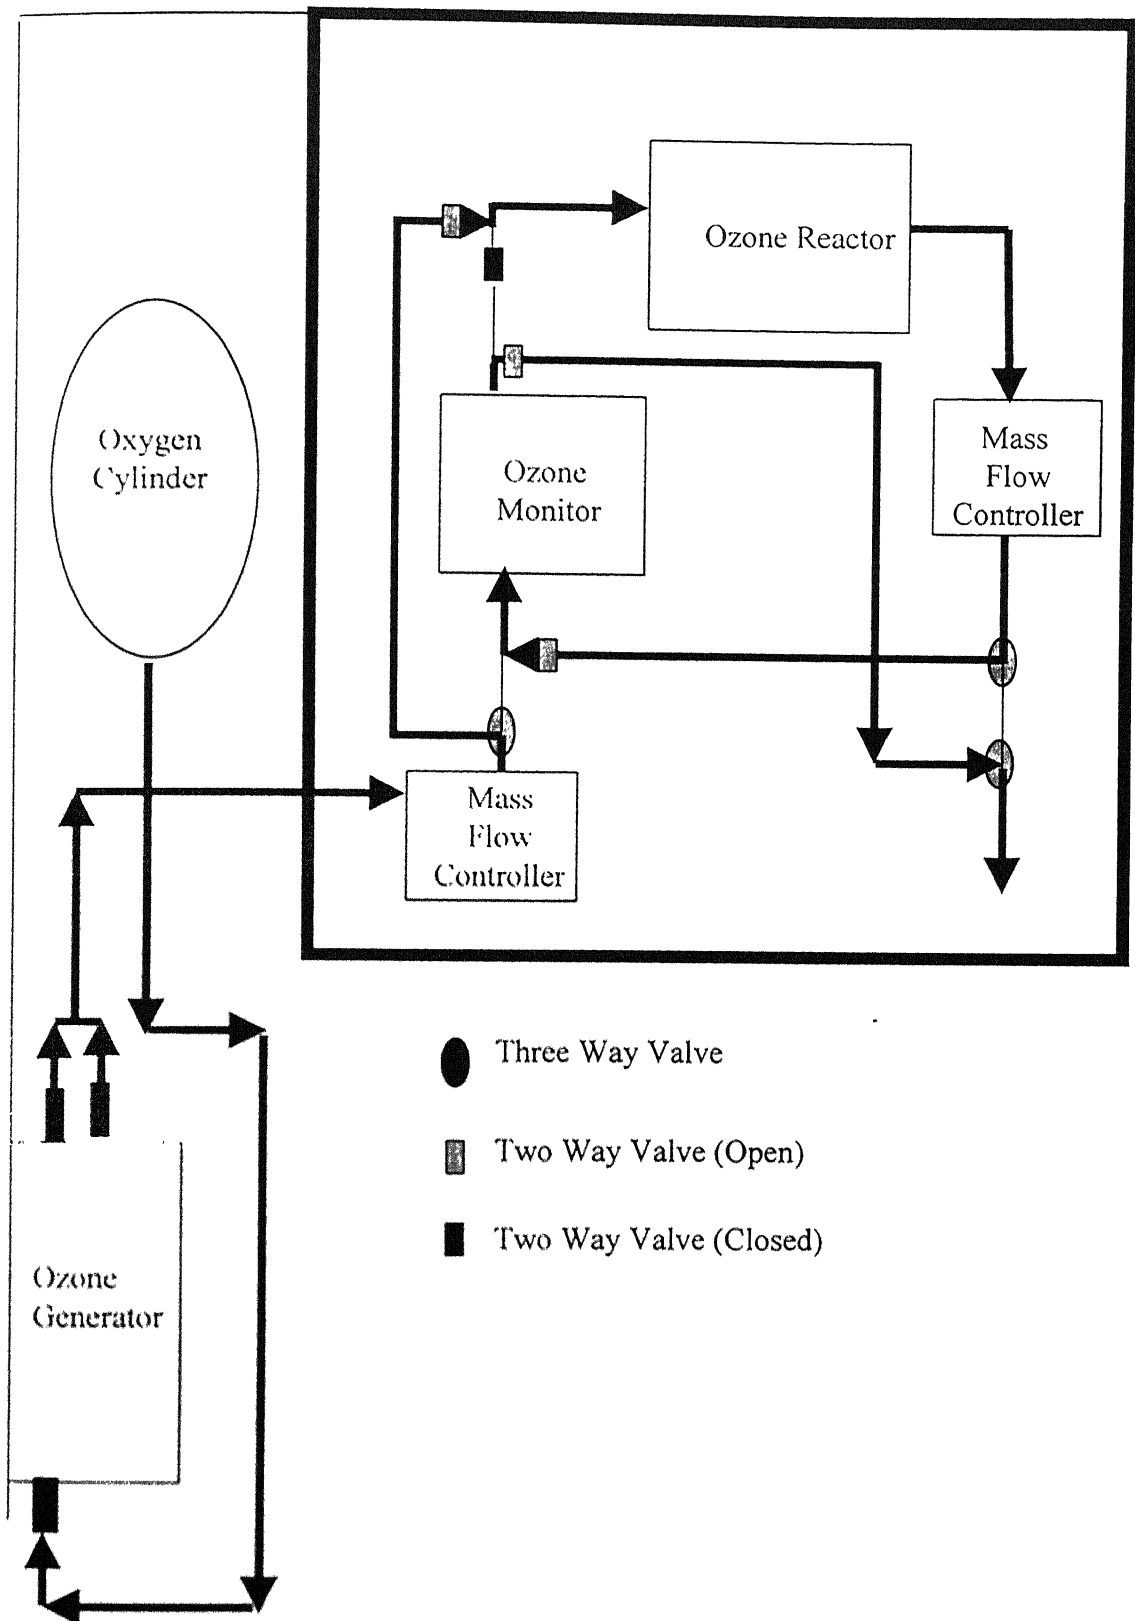 Ozone Reactor
Oxygen
Cylinder
Mass
Flow
Controller
Ozone
Monitor
Mass
Flow
Controller
Three Way Valve
Two Way Valve (Open)
Two Way Valve (Closed)
Ozone
Generator